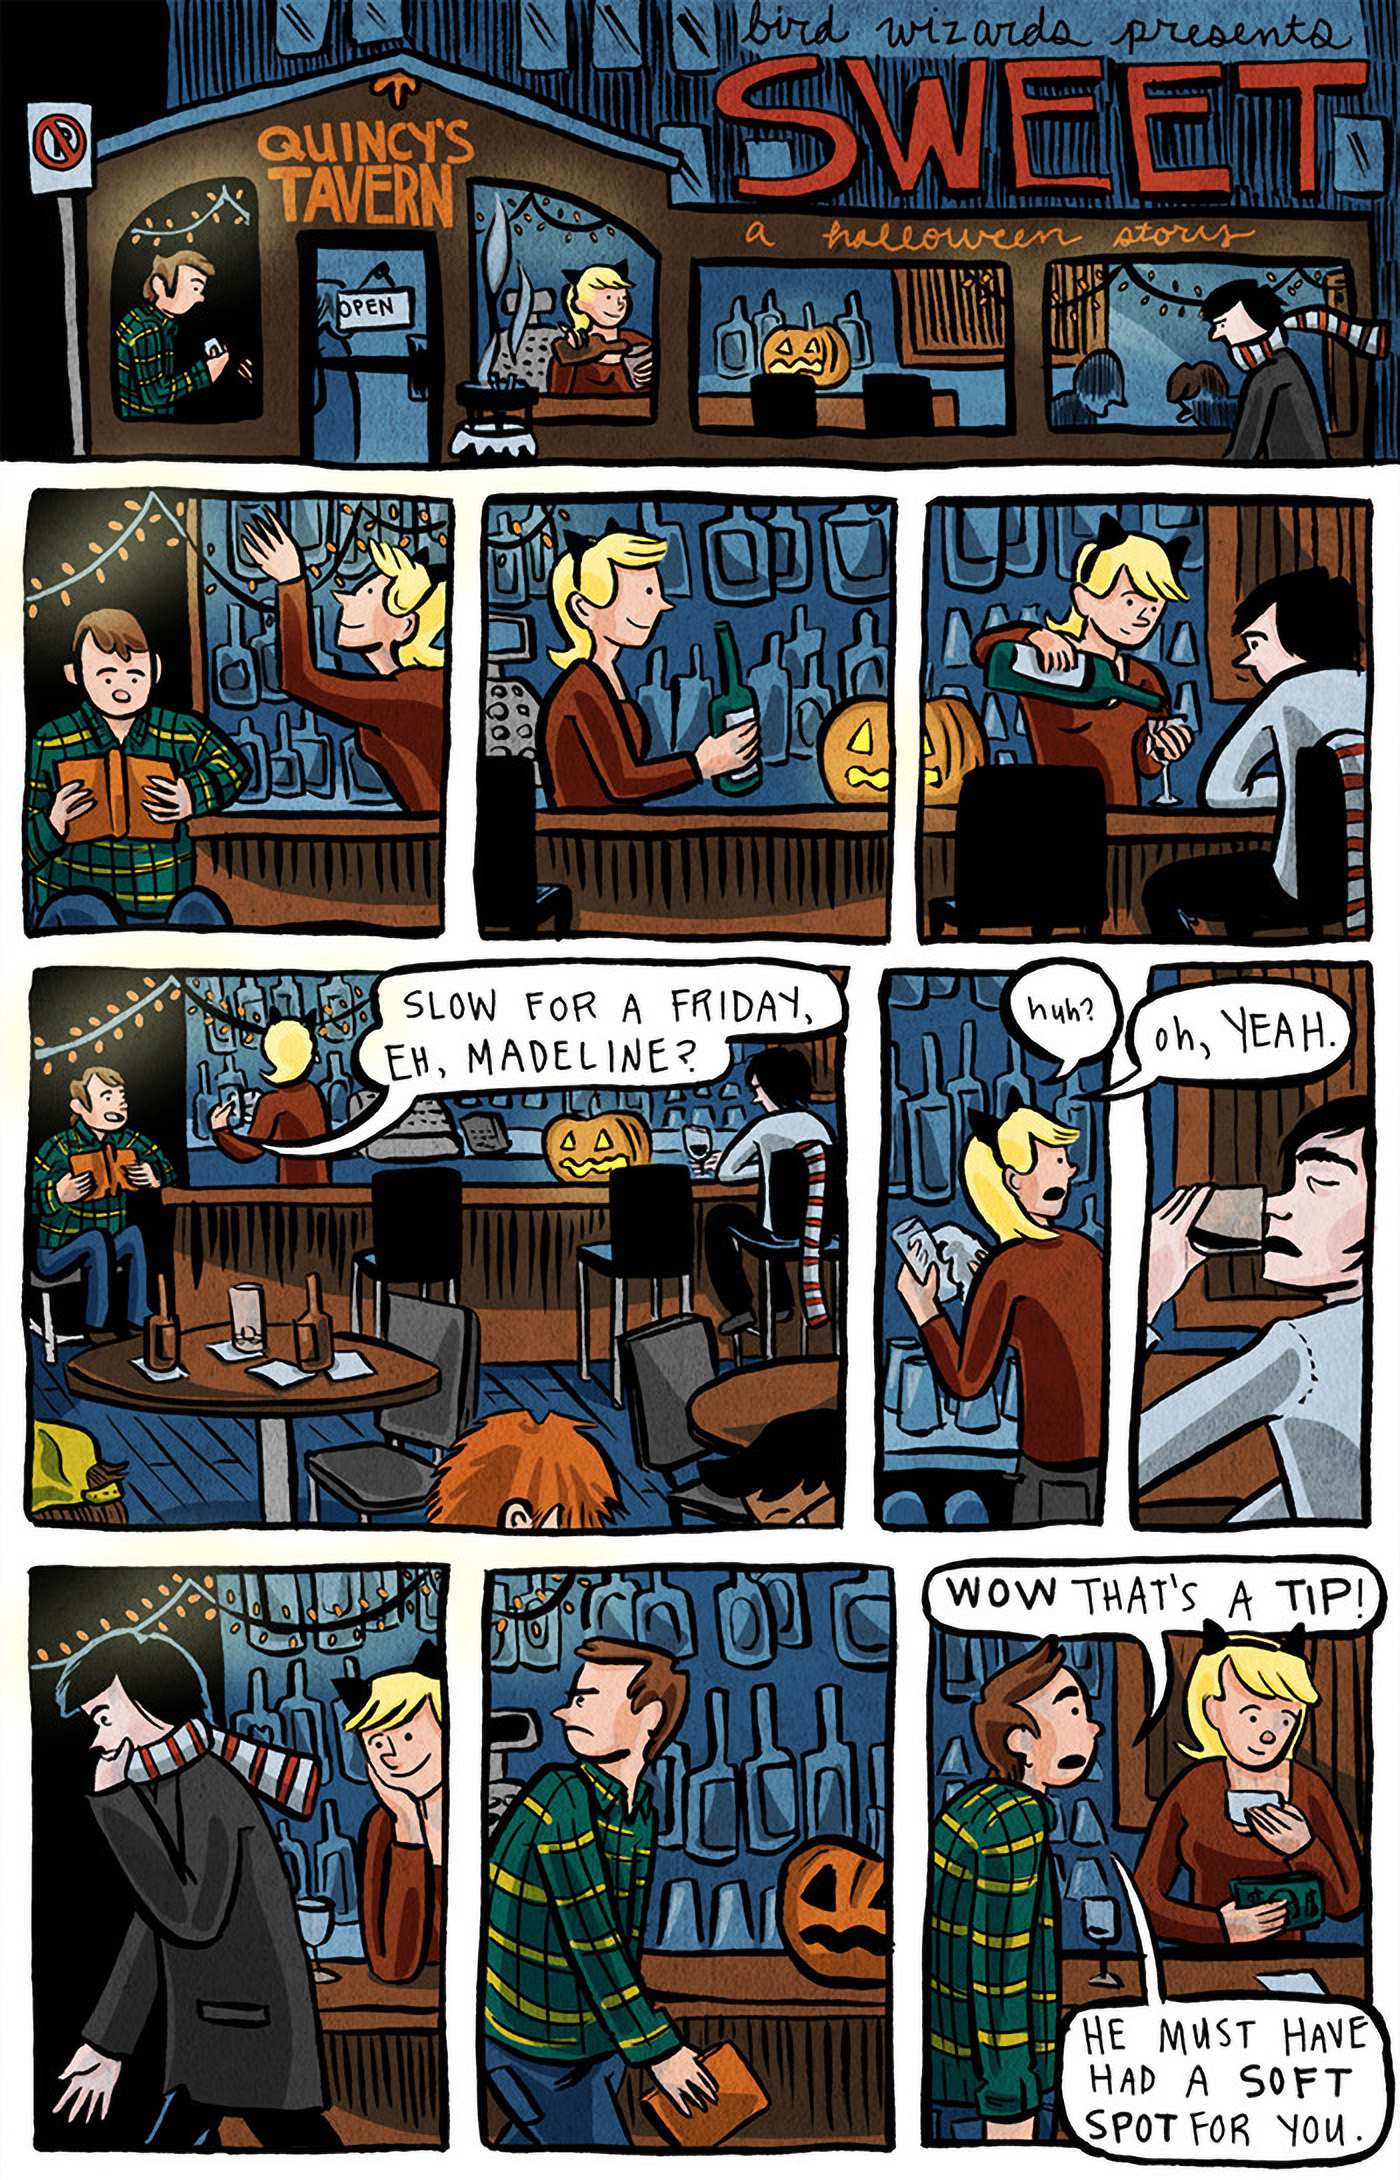 bird wizards presents
SWEET
a halloween story
QUINCY'S
TAVERN
OPEN
SLOW FOR A FRIDAY,
EH, MADELINE?
huh?
oh, YEAH.
WOW THAT'S A TIP!
HE MUST HAVE
HAD A SOFT
SPOT FOR YOU.